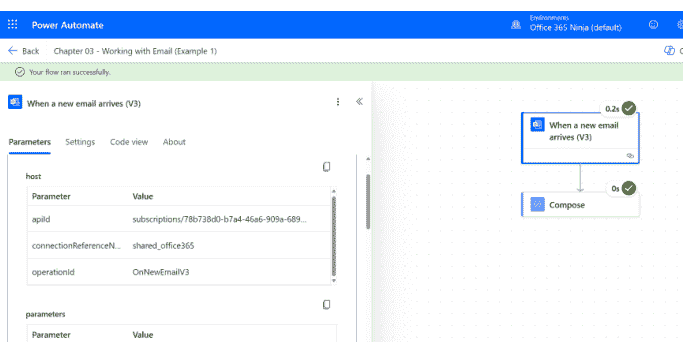 Power Automate
Environments
Office 365 Ninja (default)
Back
Chapter 03 - Working with Email (Example 1)
Your flow ran successfully.
When a new email arrives (V3)
Parameters Settings Code view About
host
Parameter Value
apiId subscriptions/78b738d0-b7a4-46a6-909a-689...
connectionReferenceN... shared_office365
operationId OnNewEmailV3
parameters
Parameter Value
0.2s
When a new email
arrives (V3)
0s
Compose